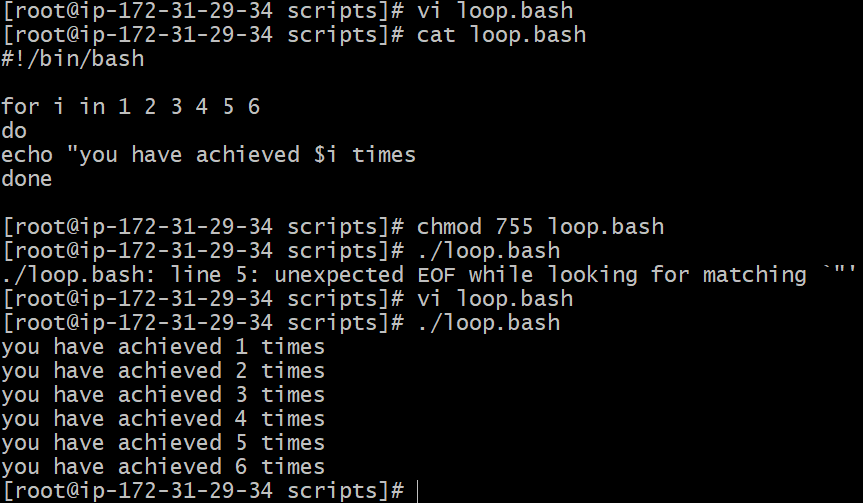 [root@ip-172-31-29-34 scripts]# vi loop.bash
[root@ip-172-31-29-34 scripts]# cat loop.bash
#!/bin/bash
for i in 1 2 3 4 5 6
do
echo "you have achieved $i times
done
[root@ip-172-31-29-34 scripts]# chmod 755 loop.bash
[root@ip-172-31-29-34 scripts]# ./loop.bash
./loop.bash: line 5: unexpected EOF while looking for matching `"'
[root@ip-172-31-29-34 scripts]# vi loop.bash
[root@ip-172-31-29-34 scripts]# ./loop.bash
you have achieved 1 times
you have achieved 2 times
you have achieved 3 times
you have achieved 4 times
you have achieved 5 times
you have achieved 6 times
[root@ip-172-31-29-34 scripts]#